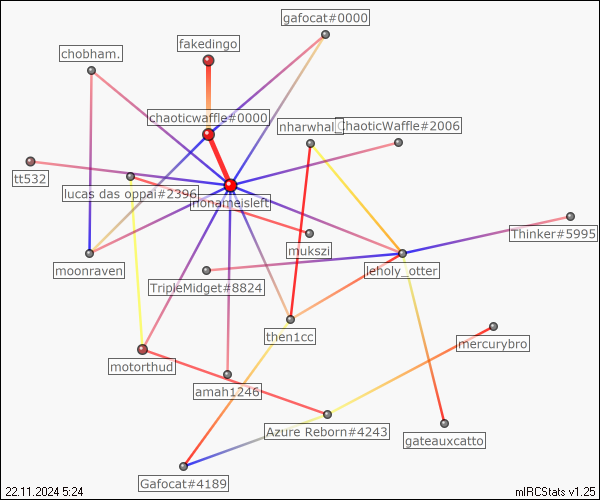 gafocat#0000
fakedingo
chobham.
chaoticwaffle#0000
nharwhal
ChaoticWaffle#2006
tt532
lucas das oppai#2396
nonameisleft
Thinker#5995
mukszi
moonraven
leholy_otter
TripleMidget#8824
then1cc
mercurybro
motorthud
amah1246
Azure Reborn#4243
gateauxcatto
Gafocat#4189
22.11.2024 5:24
mIRCStats v1.25